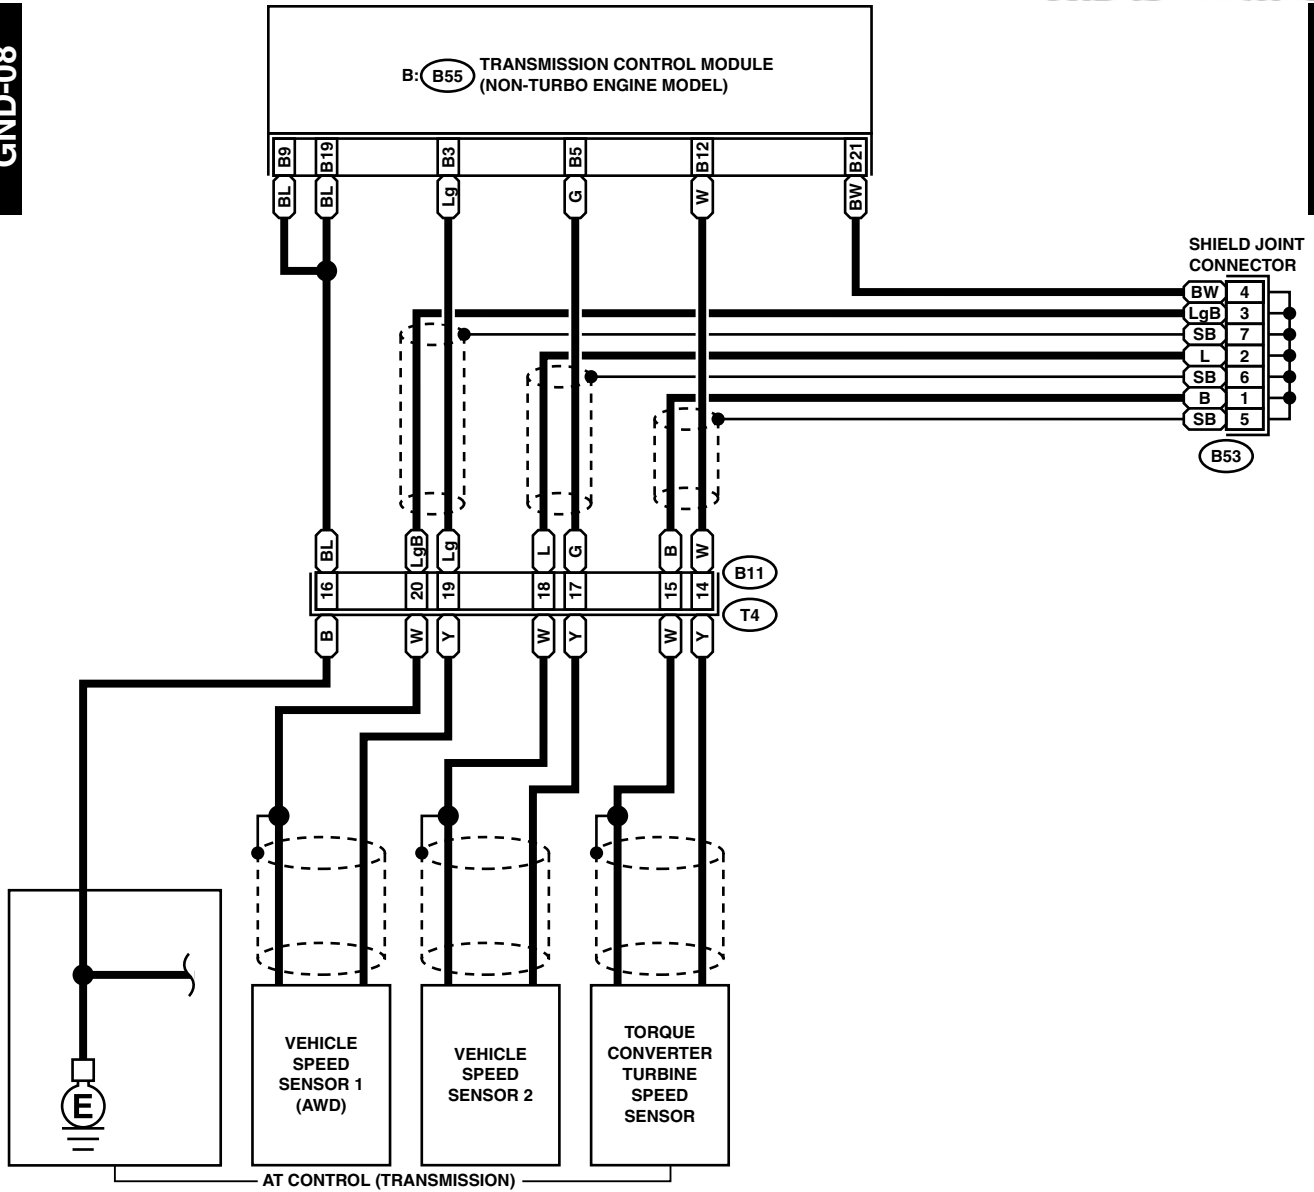 GND-08
B: B55 TRANSMISSION CONTROL MODULE
(NON-TURBO ENGINE MODEL)
B9 B19 B3 B5 B12 B21
BL BL Lg G W BW
SHIELD JOINT
CONNECTOR
BW 4
LgB 3
SB 7
L 2
SB 6
B 1
SB 5
B53
BL LgB Lg L G B W
B11
16 20 19 18 17 15 14
T4
B W Y W Y W Y
VEHICLE
SPEED
SENSOR 1
(AWD)
VEHICLE
SPEED
SENSOR 2
TORQUE
CONVERTER
TURBINE
SPEED
SENSOR
E
AT CONTROL (TRANSMISSION)